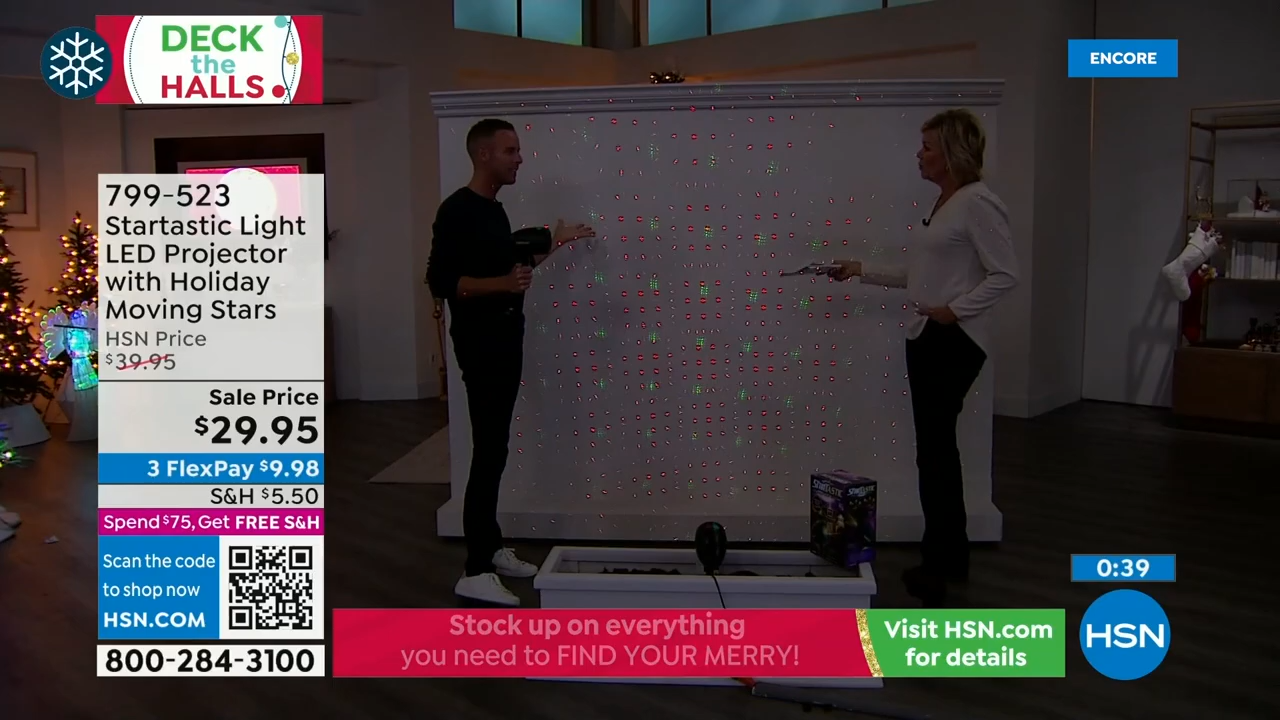 DECK
the
HALLS
ENCORE
799-523
Startastic Light
LED Projector
with Holiday
Moving Stars
HSN Price
$39.95
Sale Price
$29.95
3 FlexPay $9.98
S&H $5.50
Spend $75, Get FREE S&H
Scan the code
to shop now
HSN.COM
800-284-3100
STARTASTIC
STARTASTIC
Stock up on everything
you need to FIND YOUR MERRY!
Visit HSN.com
for details
0:39
HSN